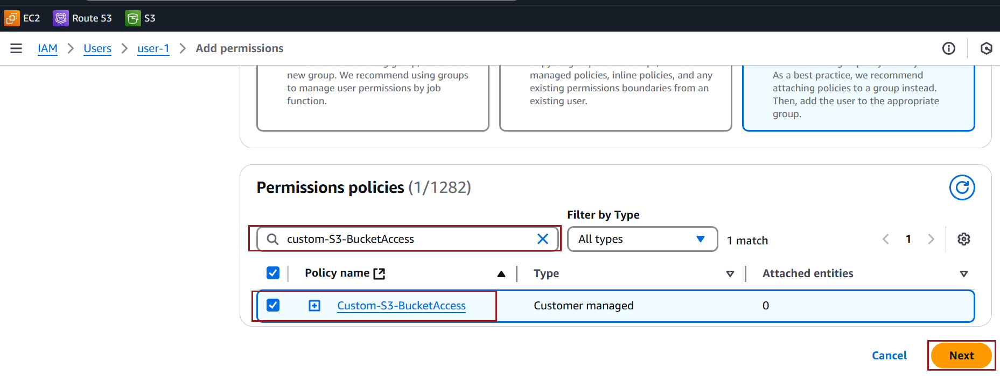 EC2 Route 53 S3
IAM Users user-1 Add permissions
new group. We recommend using groups
to manage user permissions by job
function.
managed policies, inline policies, and any
existing permissions boundaries from an
existing user.
As a best practice, we recommend
attaching policies to a group instead.
Then, add the user to the appropriate
group.
Permissions policies (1/1282)
Filter by Type
custom-S3-BucketAccess
All types
1 match
1
Policy name Type Attached entities
Custom-S3-BucketAccess Customer managed 0
Cancel Next